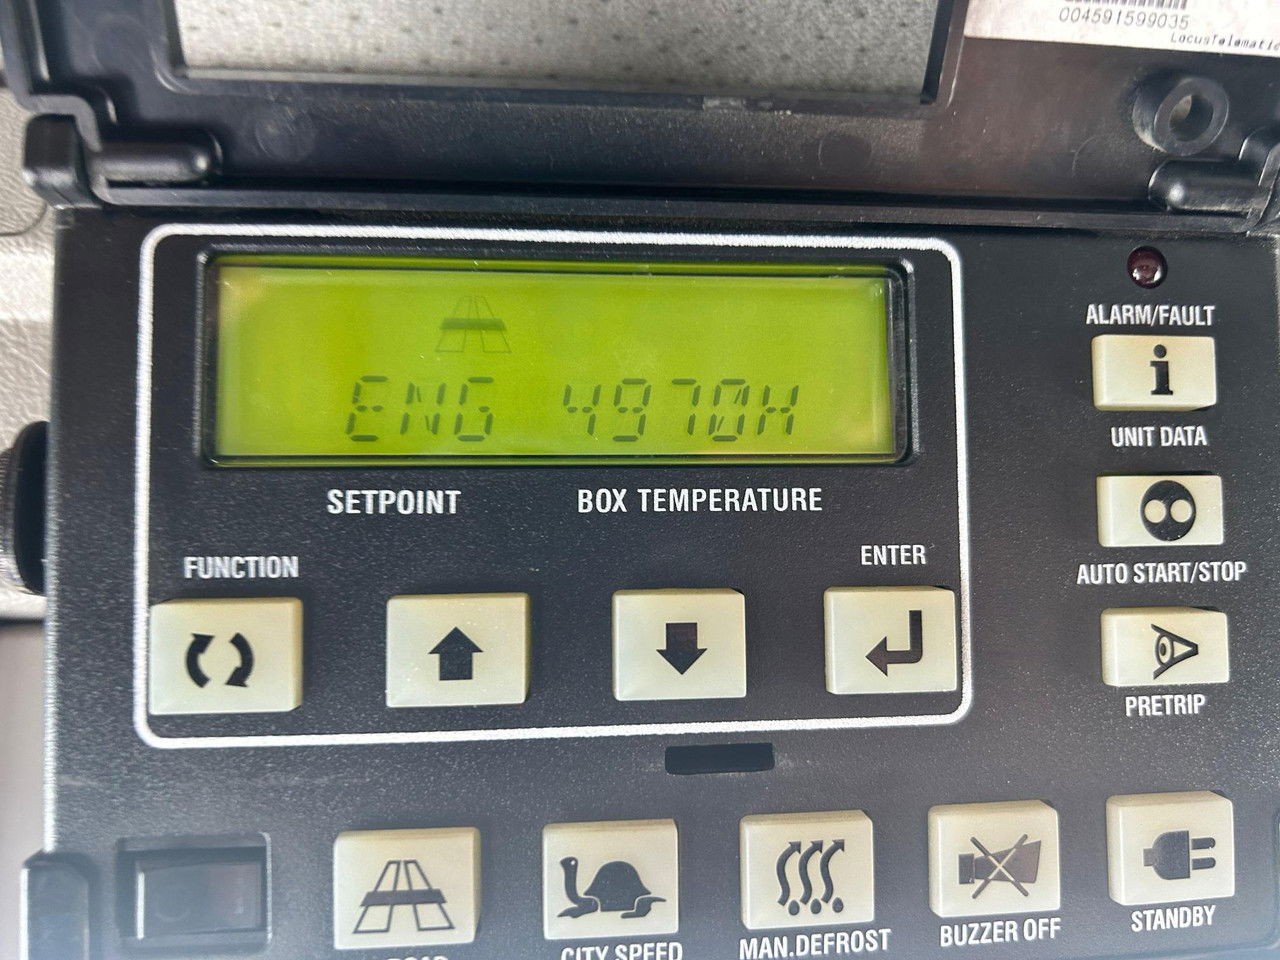 004591599035
LocusTelematic
ENG 4970H
SETPOINT
BOX TEMPERATURE
FUNCTION
ENTER
ALARM/FAULT
i
UNIT DATA
AUTO START/STOP
PRETRIP
ROAD
CITY SPEED
MAN.DEFROST
BUZZER OFF
STANDBY